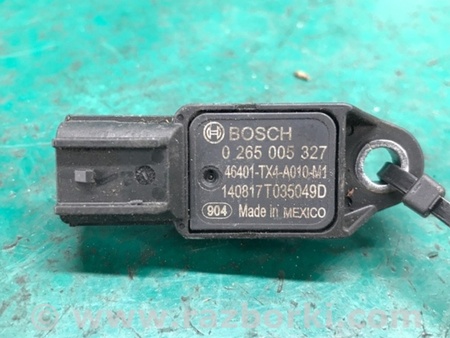 BOSCH
0 265 005 327
46401-TX4-A010-M1
140817T035049D
904 Made in MEXICO
© www.razborki.com